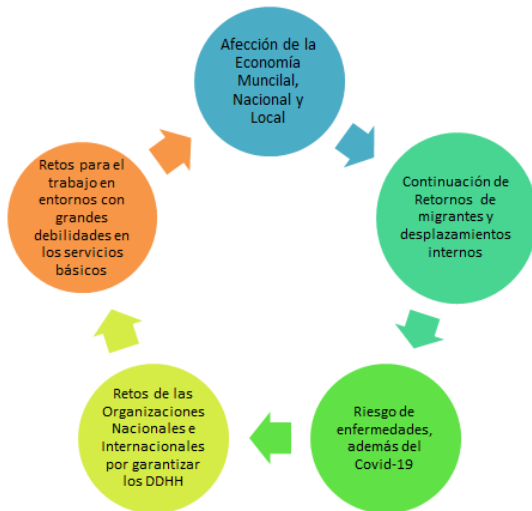 Afección de la
Economía
Muncilal,
Nacional y
Local
Continuación de
Retornos de
migrantes y
desplazamientos
internos
Riesgo de
enfermedades,
además del
Covid-19
Retos de las
Organizaciones
Nacionales e
Internacionales
por garantizar
los DDHH
Retos para el
trabajo en
entornos con
grandes
debilidades en
los servicios
básicos